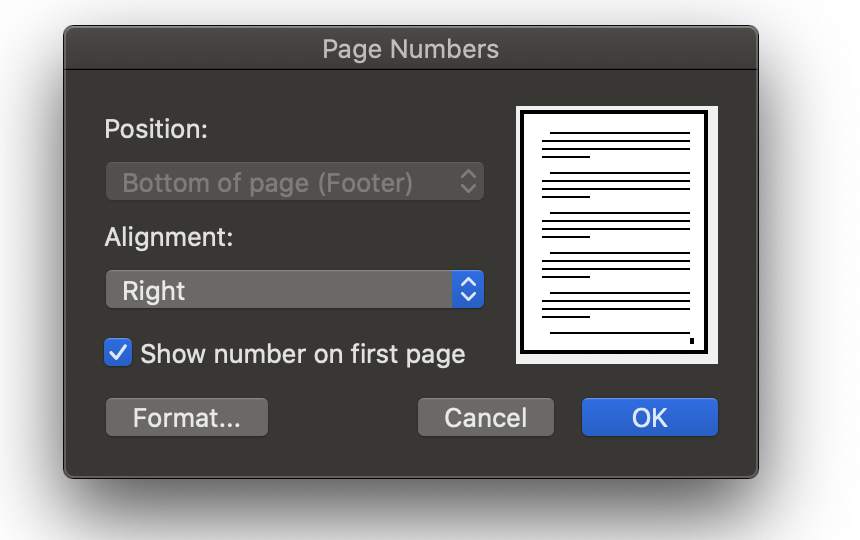 Page Numbers
Position:
Bottom of page (Footer)
Alignment:
Right
Show number on first page
Format...
Cancel
OK